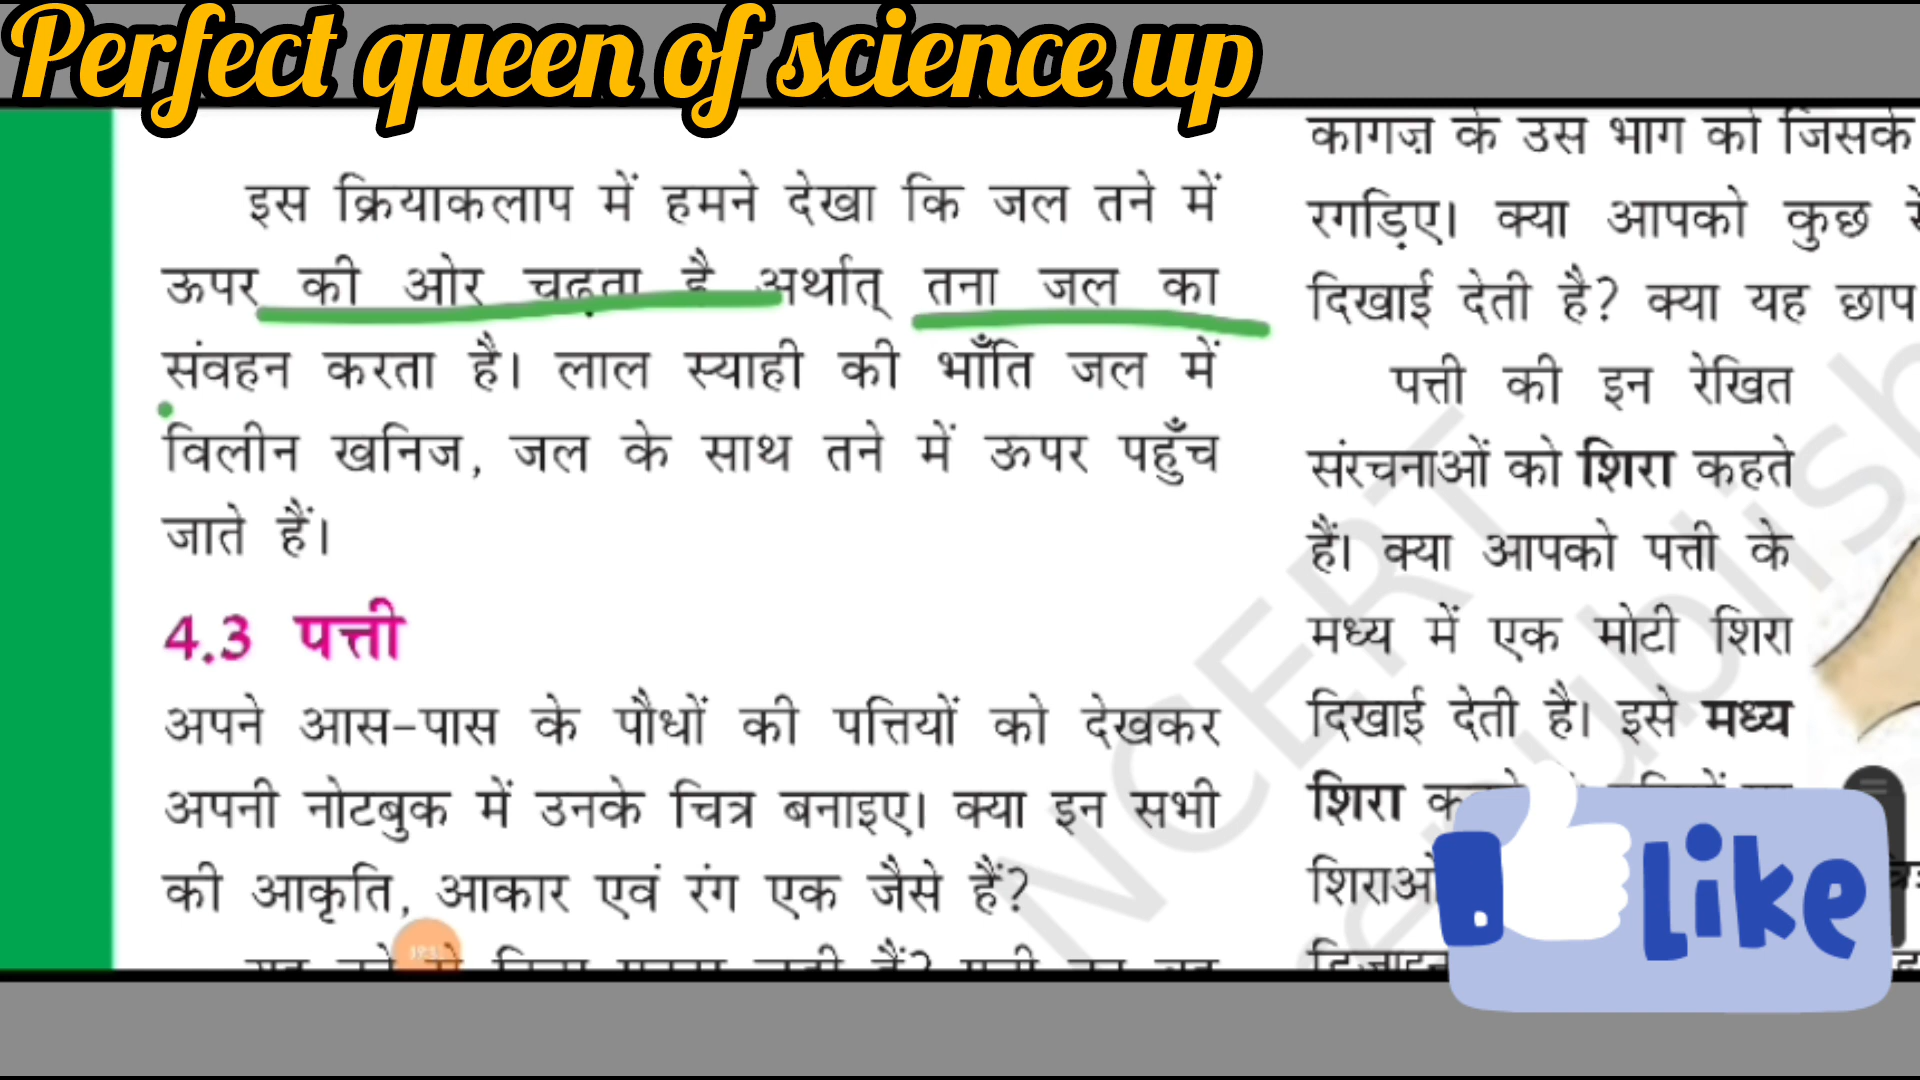 Perfect queen of science up
इस क्रियाकलाप में हमने देखा कि जल तने में
ऊपर की ओर चढ़ता है अर्थात् तना जल का
संवहन करता है। लाल स्याही की भाँति जल में
विलीन खनिज, जल के साथ तने में ऊपर पहुँच
जाते हैं।
4.3 पत्ती
अपने आस-पास के पौधों की पत्तियों को देखकर
अपनी नोटबुक में उनके चित्र बनाइए। क्या इन सभी
की आकृति, आकार एवं रंग एक जैसे हैं?
कागज़ के उस भाग को जिसके
रगड़िए। क्या आपको कुछ
दिखाई देती है? क्या यह छाप
पत्ती की इन रेखित
संरचनाओं को शिरा कहते
हैं। क्या आपको पत्ती के
मध्य में एक मोटी शिरा
दिखाई देती है। इसे मध्य
शिरा
NCERT
Like